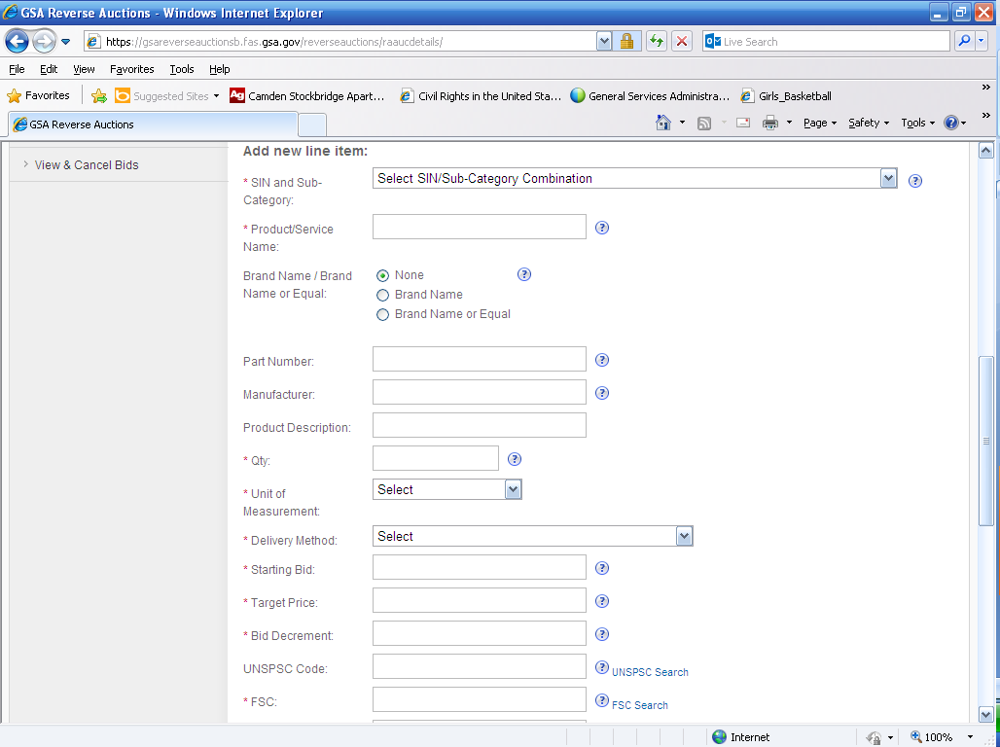 GSA Reverse Auctions - Windows Internet Explorer
https://gsareverseauctionsb.fas.gsa.gov/reverseauctions/raaucdetails/
Live Search
File Edit View Favorites Tools Help
Favorites
Suggested Sites
Camden Stockbridge Apart...
Civil Rights in the United Sta...
General Services Administra...
Girls_Basketball
GSA Reverse Auctions
Page Safety Tools
View & Cancel Bids
Add new line item:
* SIN and Sub-
Category:
Select SIN/Sub-Category Combination
* Product/Service
Name:
Brand Name / Brand
Name or Equal:
None
Brand Name
Brand Name or Equal
Part Number:
Manufacturer:
Product Description:
* Qty:
* Unit of
Measurement:
Select
* Delivery Method:
Select
* Starting Bid:
* Target Price:
* Bid Decrement:
UNSPSC Code:
UNSPSC Search
* FSC:
FSC Search
Internet
100%